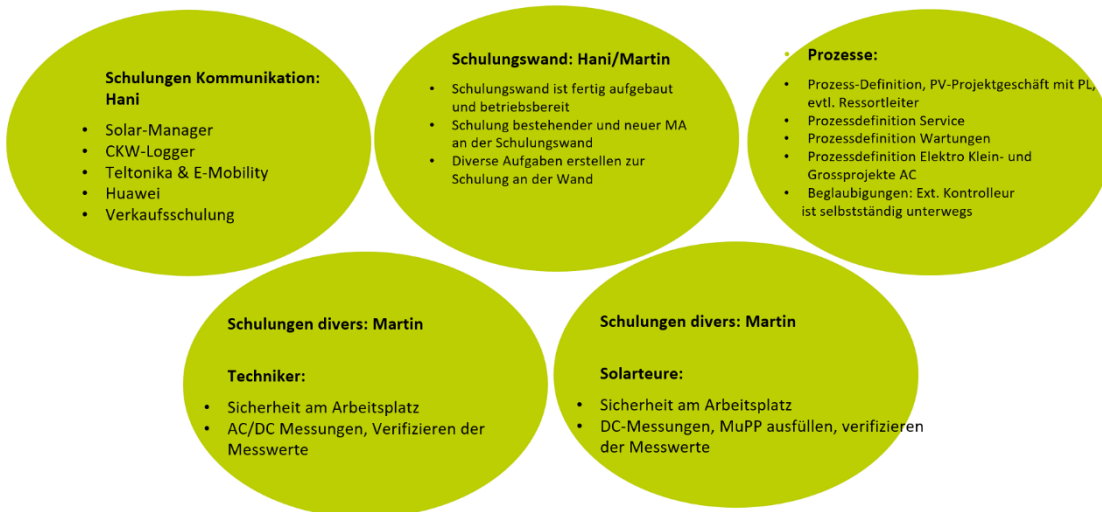 Schulungen Kommunikation:
Hani
• Solar-Manager
• CKW-Logger
• Teltonika & E-Mobility
• Huawei
• Verkaufsschulung
Schulungswand: Hani/Martin
• Schulungswand ist fertig aufgebaut
und betriebsbereit
• Schulung bestehender und neuer MA
an der Schulungswand
• Diverse Aufgaben erstellen zur
Schulung an der Wand
• Prozesse:
• Prozess-Definition, PV-Projektgeschäft mit PL,
evtl. Ressortleiter
• Prozessdefinition Service
• Prozessdefinition Wartungen
• Prozessdefinition Elektro Klein- und
Grossprojekte AC
• Beglaubigungen: Ext. Kontrolleur
ist selbstständig unterwegs
Schulungen divers: Martin
Techniker:
• Sicherheit am Arbeitsplatz
• AC/DC Messungen, Verifizieren der
Messwerte
Schulungen divers: Martin
Solarteure:
• Sicherheit am Arbeitsplatz
• DC-Messungen, MuPP ausfüllen, verifizieren
der Messwerte